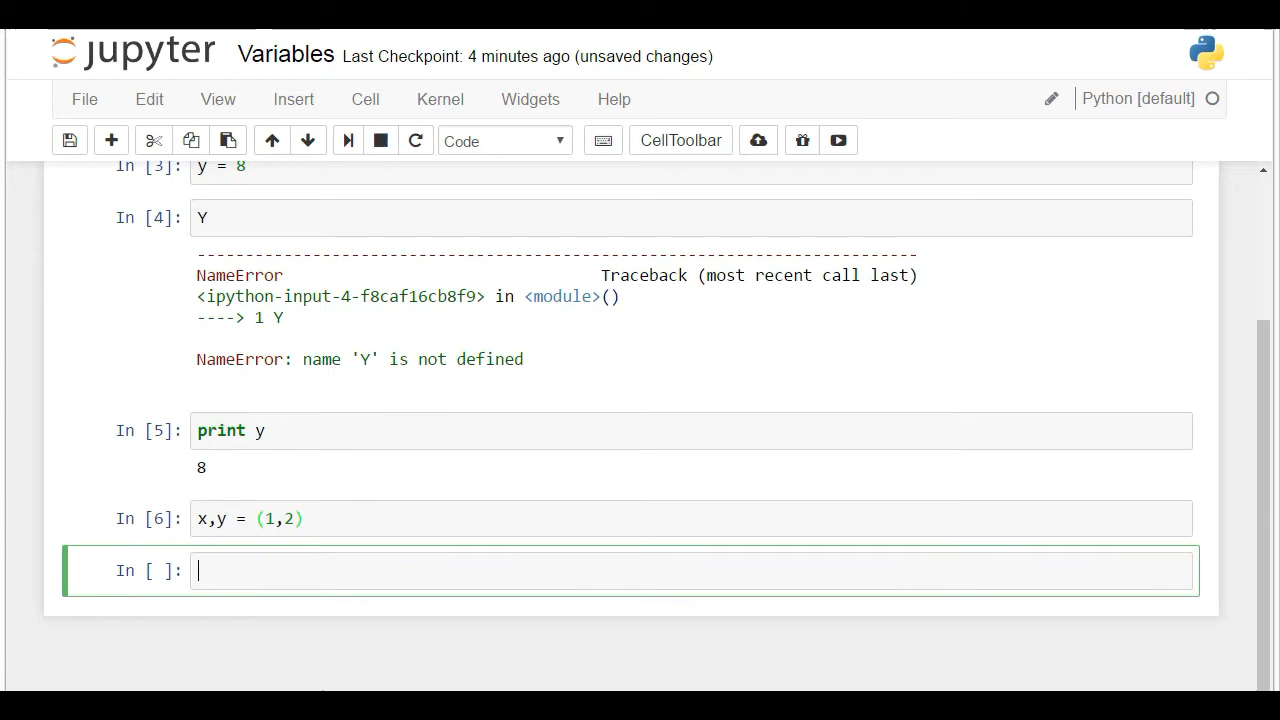 jupyter Variables Last Checkpoint: 4 minutes ago (unsaved changes)
File Edit View Insert Cell Kernel Widgets Help Python [default]
Code CellToolbar
In [3]: y = 8
In [4]: Y
---------------------------------------------------------------------------
NameError                                 Traceback (most recent call last)
<ipython-input-4-f8caf16cb8f9> in <module>()
----> 1 Y
NameError: name 'Y' is not defined
In [5]: print y
8
In [6]: x,y = (1,2)
In [ ]: